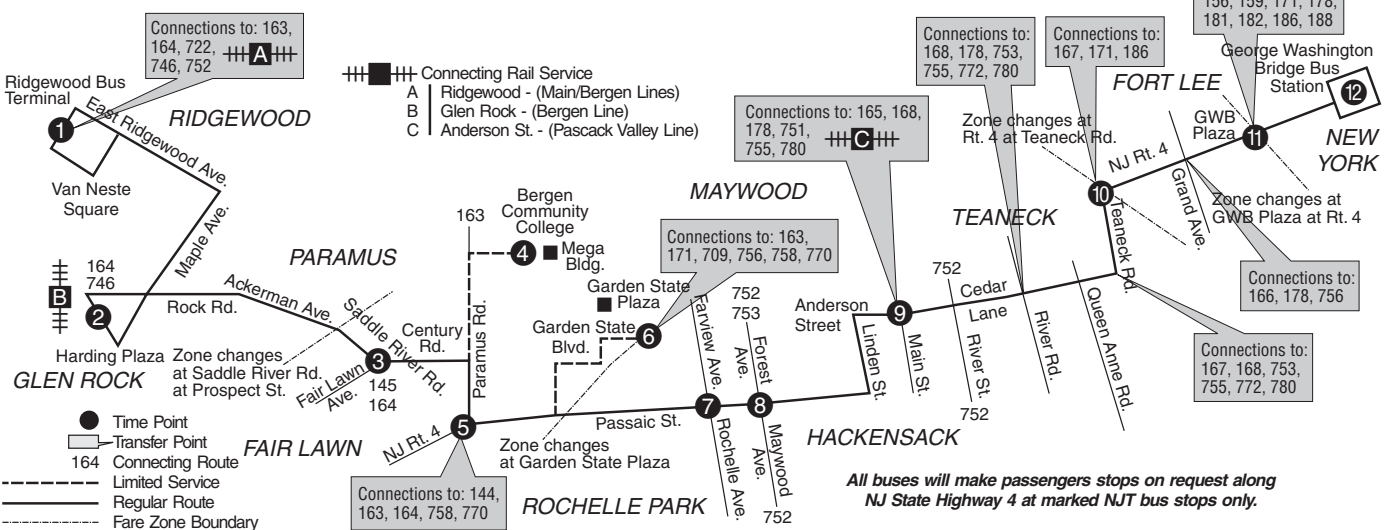 Connections to: 163,
164, 722,
746, 752
A
Connecting Rail Service
A Ridgewood - (Main/Bergen Lines)
B Glen Rock - (Bergen Line)
C Anderson St. - (Pascack Valley Line)
Ridgewood Bus
Terminal
1
East Ridgewood Ave.
RIDGEWOOD
Van Neste
Square
Maple Ave.
164
746
B
2
Rock Rd.
Harding Plaza
GLEN ROCK
Ackerman Ave.
PARAMUS
Zone changes
at Saddle River Rd.
at Prospect St.
Saddle River Rd.
Century
Rd.
3
Fair Lawn
Ave.
145
164
FAIR LAWN
163
Paramus Rd.
Bergen
Community
College
4
Mega
Bldg.
NJ Rt. 4
5
Connections to: 144,
163, 164, 758, 770
Garden State
Plaza
Garden State
Blvd.
6
Connections to: 163,
171, 709, 756, 758, 770
Zone changes
at Garden State Plaza
Passaic St.
ROCHELLE PARK
MAYWOOD
Farview Ave.
7
Rochelle Ave.
752
753
Forrest
Ave.
8
Maywood
Ave.
752
HACKENSACK
Connections to: 165, 168,
178, 751,
755, 780
C
Anderson
Street
Linden St.
9
Main St.
752
River St.
752
Cedar
Lane
River Rd.
Queen Anne Rd.
TEANECK
Connections to:
168, 178, 753,
755, 772, 780
Connections to:
167, 171, 186
Zone changes at
Rt. 4 at Teaneck Rd.
10
Teaneck Rd.
Connections to:
167, 168, 753,
755, 772, 780
NJ Rt. 4
Grand Ave.
Connections to:
166, 178, 756
FORT LEE
156, 159, 171, 178,
181, 182, 186, 188
George Washington
Bridge Bus
Station
12
GWB
Plaza
11
NEW
YORK
Zone changes at
GWB Plaza at Rt. 4
Time Point
Transfer Point
164 Connecting Route
Limited Service
Regular Route
Fare Zone Boundary
All buses will make passengers stops on request along
NJ State Highway 4 at marked NJT bus stops only.